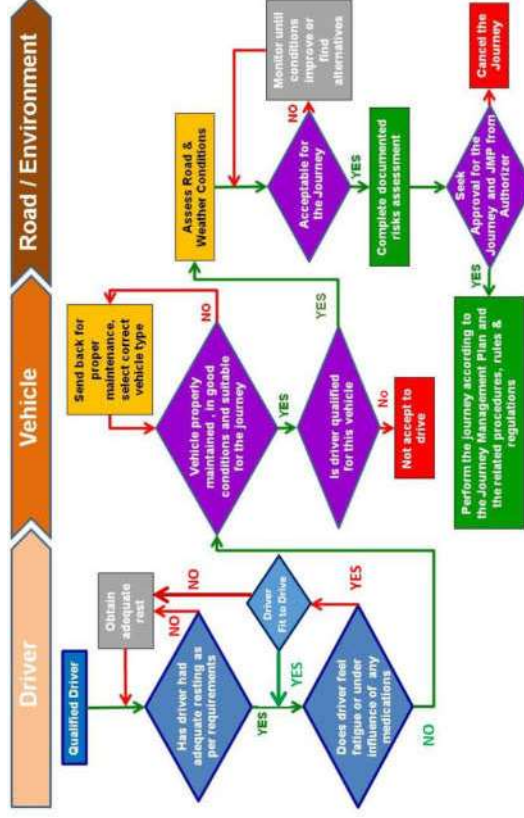 Driver
Vehicle
Road / Environment
Qualified Driver
Obtain
adequate
rest
NO
NO
Has driver had
adequate resting as
per requirements
YES
Driver
Fit to Drive
YES
YES
Does driver feel
fatigue or under
influence of any
medications
NO
Send back for
proper
maintenance,
select correct
vehicle type
NO
Vehicle properly
maintained , in good
conditions and suitable
for the journey
YES
YES
Is driver qualified
for this vehicle
No
Not accept to
drive
Assess Road &
Weather Conditions
Monitor until
conditions
improve or
find
alternatives
NO
Acceptable for
the Journey
YES
Complete documented
risks assessment
Seek
Approval for the
Journey and JMP from
Authorizer
Cancel the
Journey
YES
Perform the journey according to
the Journey Management Plan and
the related procedures, rules &
regulations